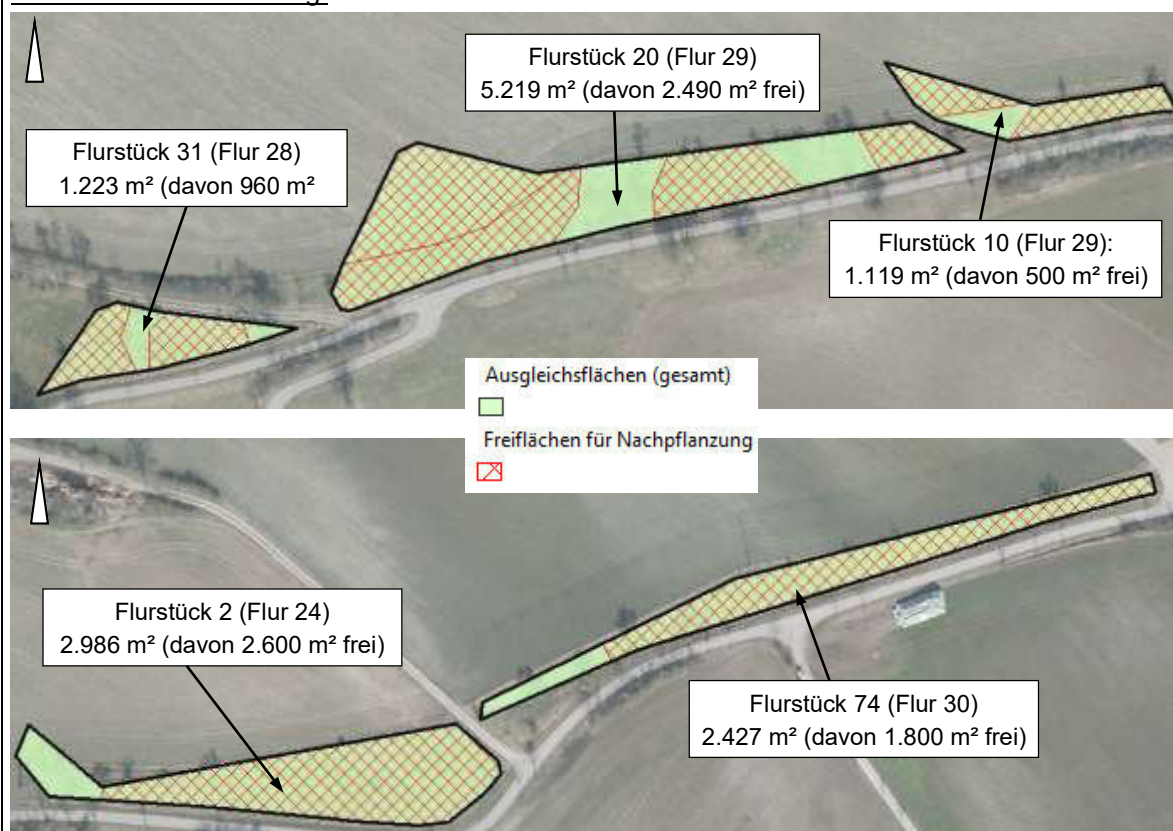 Flurstück 20 (Flur 29)
5.219 m² (davon 2.490 m² frei)
Flurstück 31 (Flur 28)
1.223 m² (davon 960 m²
Flurstück 10 (Flur 29):
1.119 m² (davon 500 m² frei)
Ausgleichsflächen (gesamt)
Freiflächen für Nachpflanzung
Flurstück 2 (Flur 24)
2.986 m² (davon 2.600 m² frei)
Flurstück 74 (Flur 30)
2.427 m² (davon 1.800 m² frei)